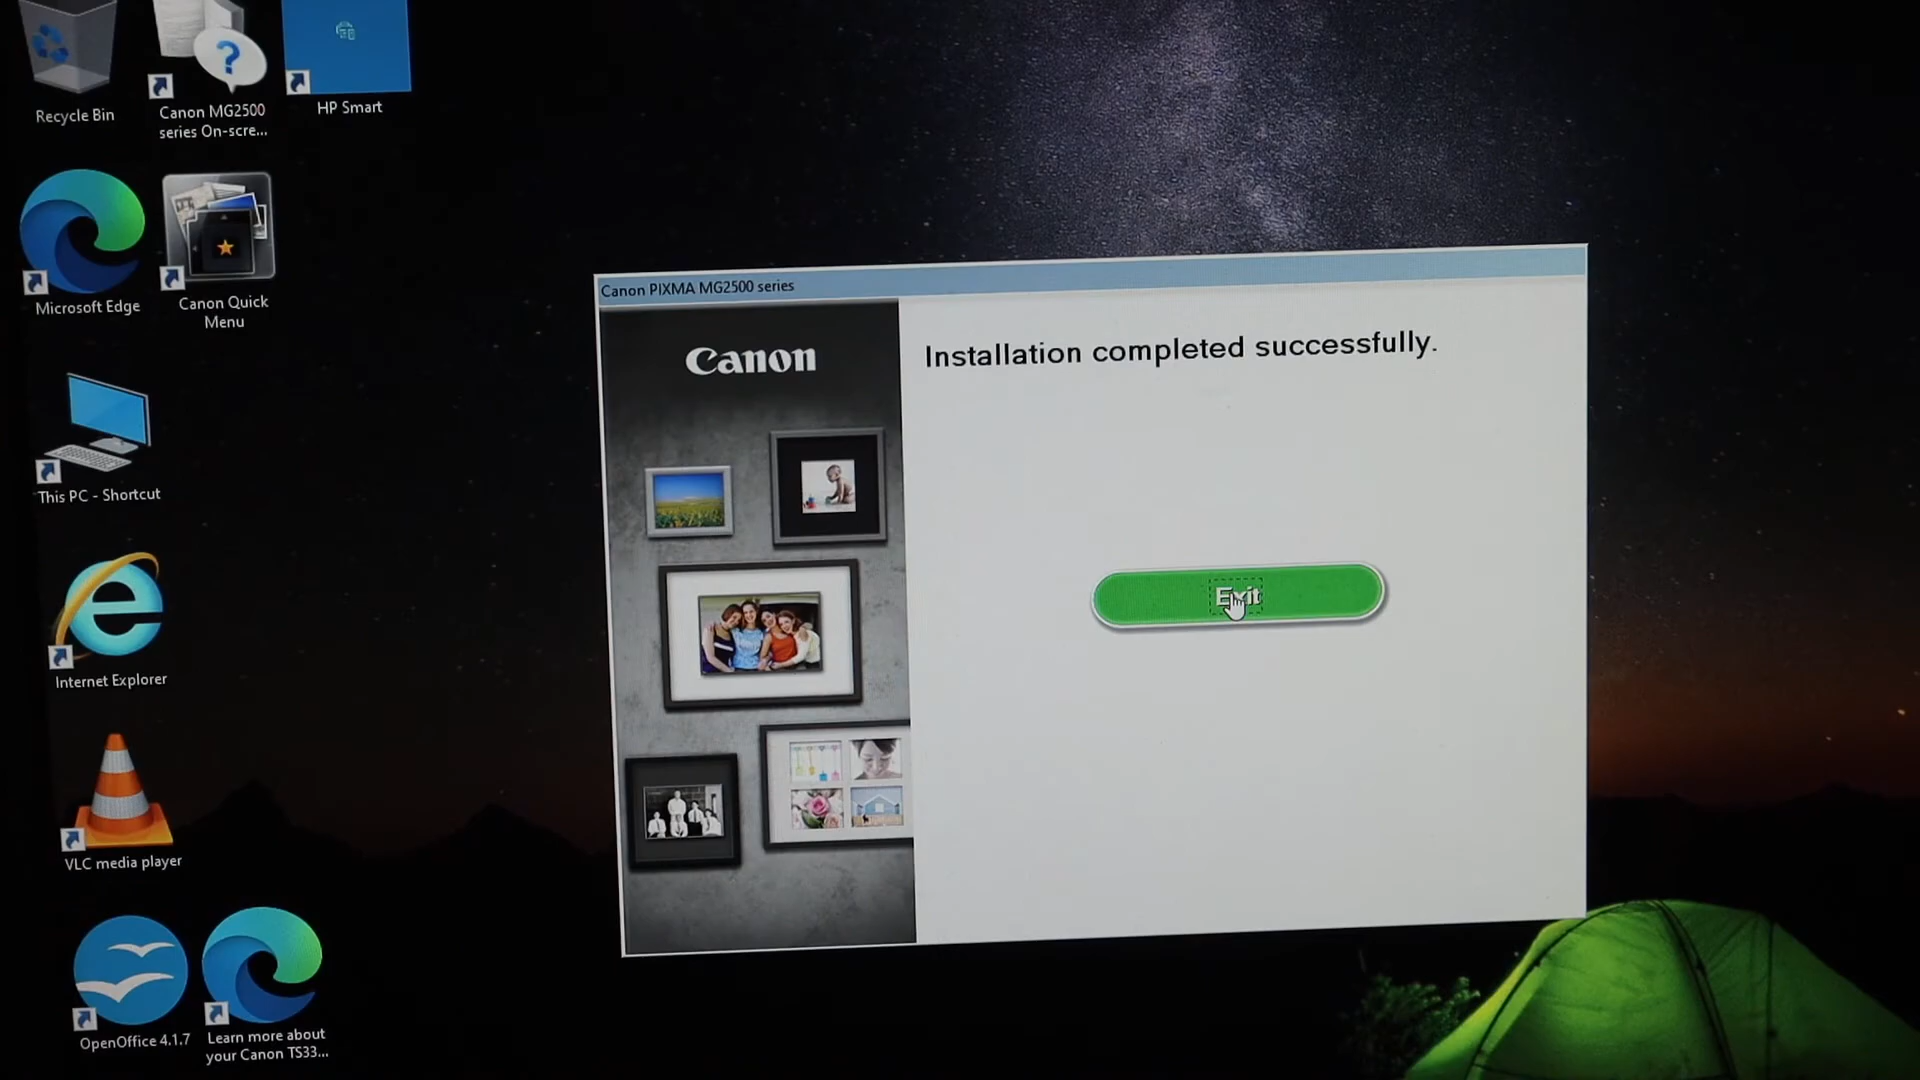 Recycle Bin
Canon MG2500
series On-scre...
HP Smart
Microsoft Edge
Canon Quick
Menu
This PC - Shortcut
Internet Explorer
VLC media player
OpenOffice 4.1.7
Learn more about
your Canon TS33...
Canon PIXMA MG2500 series
Canon
Installation completed successfully.
Exit